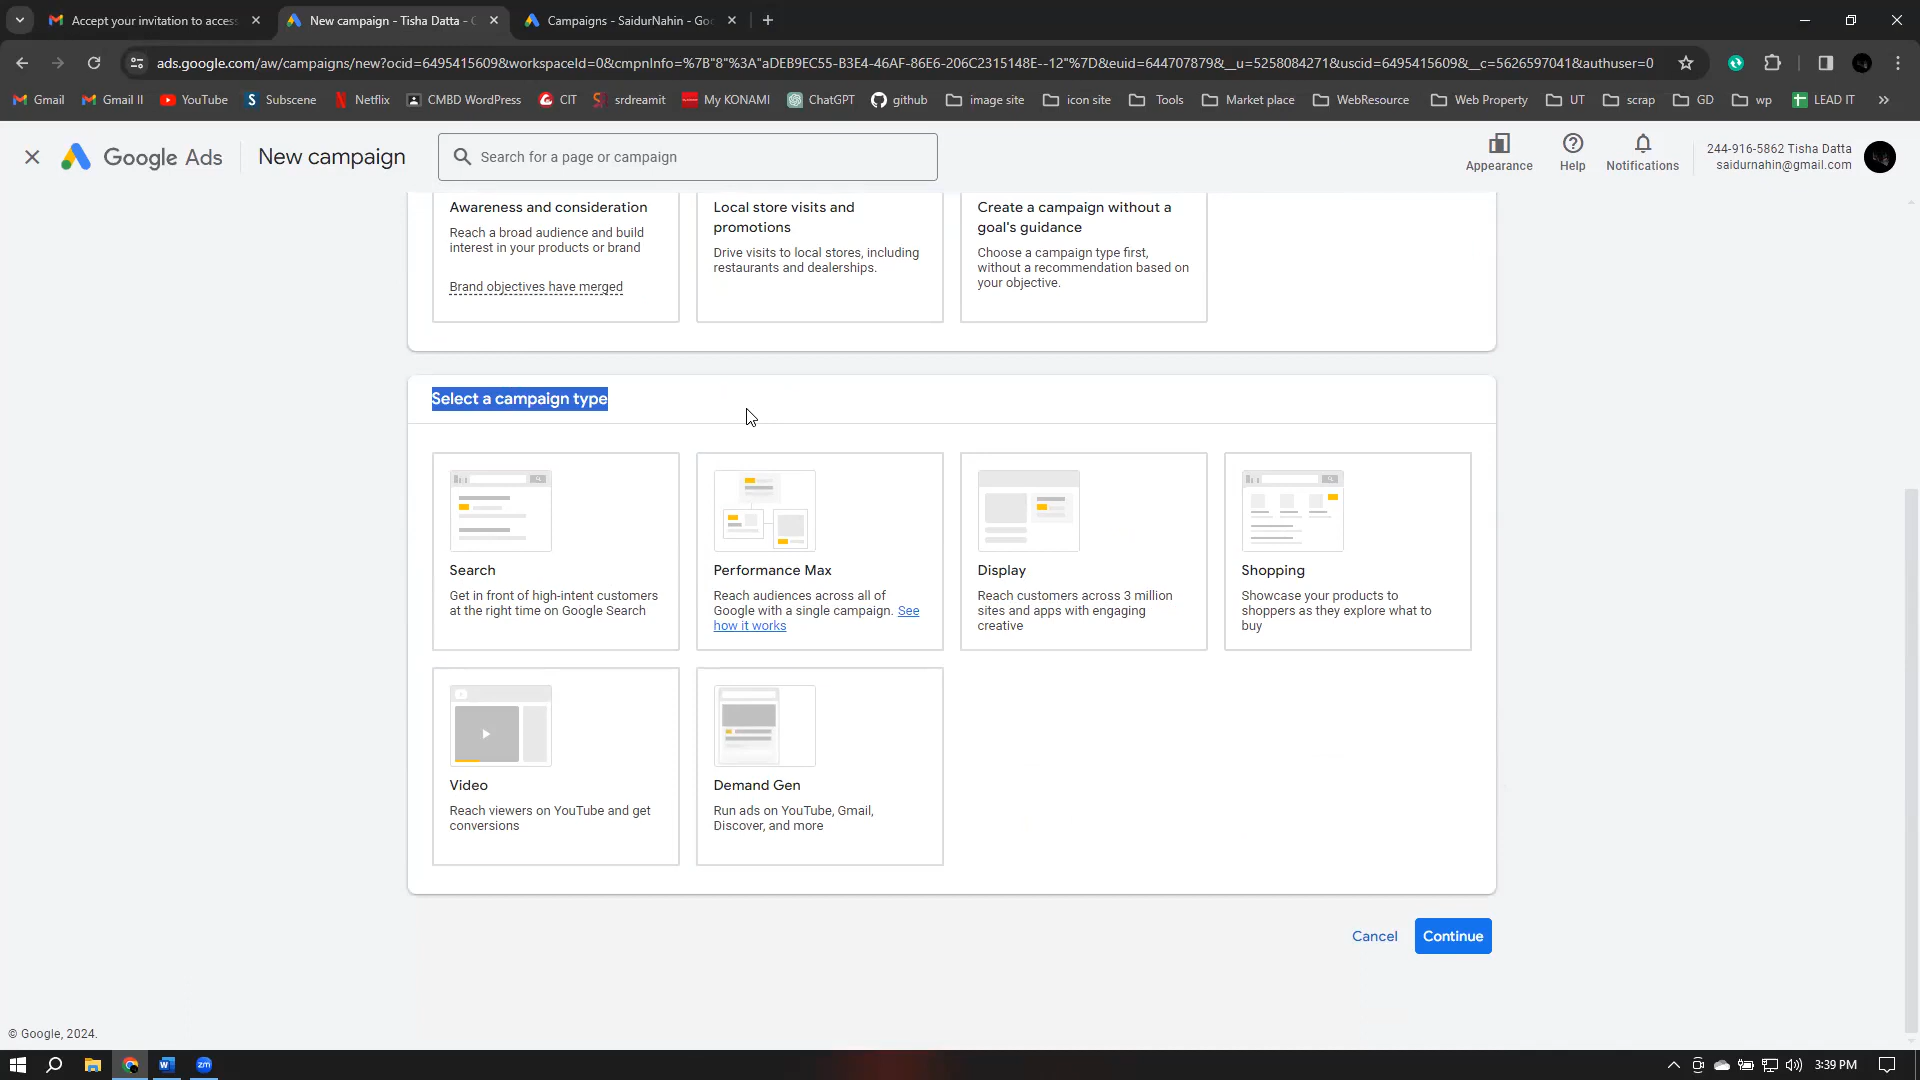 Accept your invitation to acces
New campaign - Tisha Datta -
Campaigns - SaidurNahin - Go
ads.google.com/aw/campaigns/new?ocid=6495415609&workspaceId=0&cmpnInfo=%7B"8"%3A"aDEB9EC55-B3E4-46AF-86E6-206C2315148E--12"%7D&euid=644707879&__u=5258084271&uscid=6495415609&__c=5626597041&authuser=0
Gmail
Gmail II
YouTube
Subscene
Netflix
CMBD WordPress
CIT
srdreamit
My KONAMI
ChatGPT
github
image site
icon site
Tools
Market place
WebResource
Web Property
UT
scrap
GD
wp
LEAD IT
Google Ads
New campaign
Search for a page or campaign
Appearance
Help
Notifications
244-916-5862 Tisha Datta
saidurnahin@gmail.com
Awareness and consideration
Reach a broad audience and build
interest in your products or brand
Brand objectives have merged
Local store visits and
promotions
Drive visits to local stores, including
restaurants and dealerships.
Create a campaign without a
goal's guidance
Choose a campaign type first,
without a recommendation based on
your objective.
Select a campaign type
Search
Get in front of high-intent customers
at the right time on Google Search
Performance Max
Reach audiences across all of
Google with a single campaign. See
how it works
Display
Reach customers across 3 million
sites and apps with engaging
creative
Shopping
Showcase your products to
shoppers as they explore what to
buy
Video
Reach viewers on YouTube and get
conversions
Demand Gen
Run ads on YouTube, Gmail,
Discover, and more
Cancel
Continue
© Google, 2024.
3:39 PM